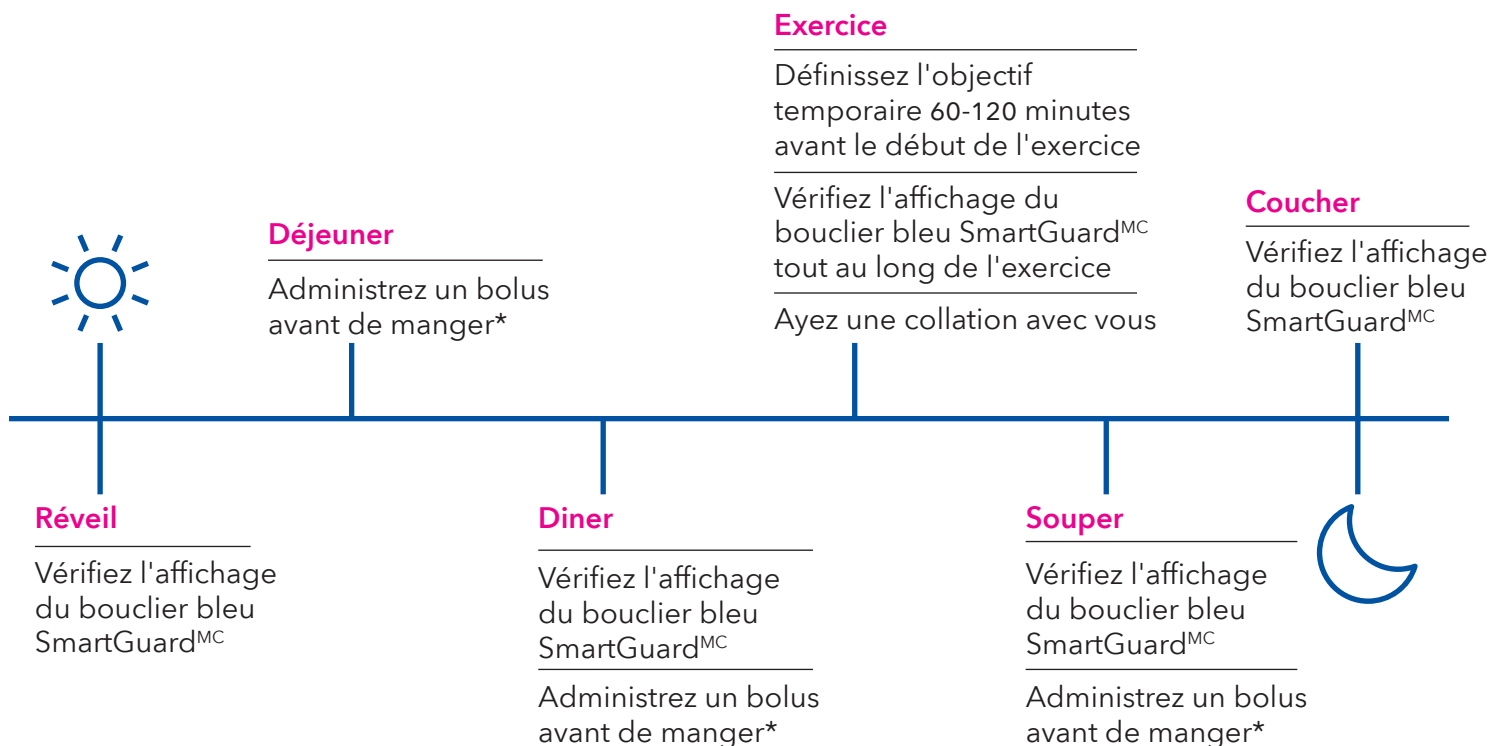 Exercice
Définissez l'objectif
temporaire 60-120 minutes
avant le début de l'exercice
Vérifiez l'affichage du
bouclier bleu SmartGuardᴹᶜ
tout au long de l'exercice
Ayez une collation avec vous
Coucher
Vérifiez l'affichage
du bouclier bleu
SmartGuardᴹᶜ
Déjeuner
Administrez un bolus
avant de manger*
Réveil
Vérifiez l'affichage
du bouclier bleu
SmartGuardᴹᶜ
Diner
Vérifiez l'affichage
du bouclier bleu
SmartGuardᴹᶜ
Administrez un bolus
avant de manger*
Souper
Vérifiez l'affichage
du bouclier bleu
SmartGuardᴹᶜ
Administrez un bolus
avant de manger*